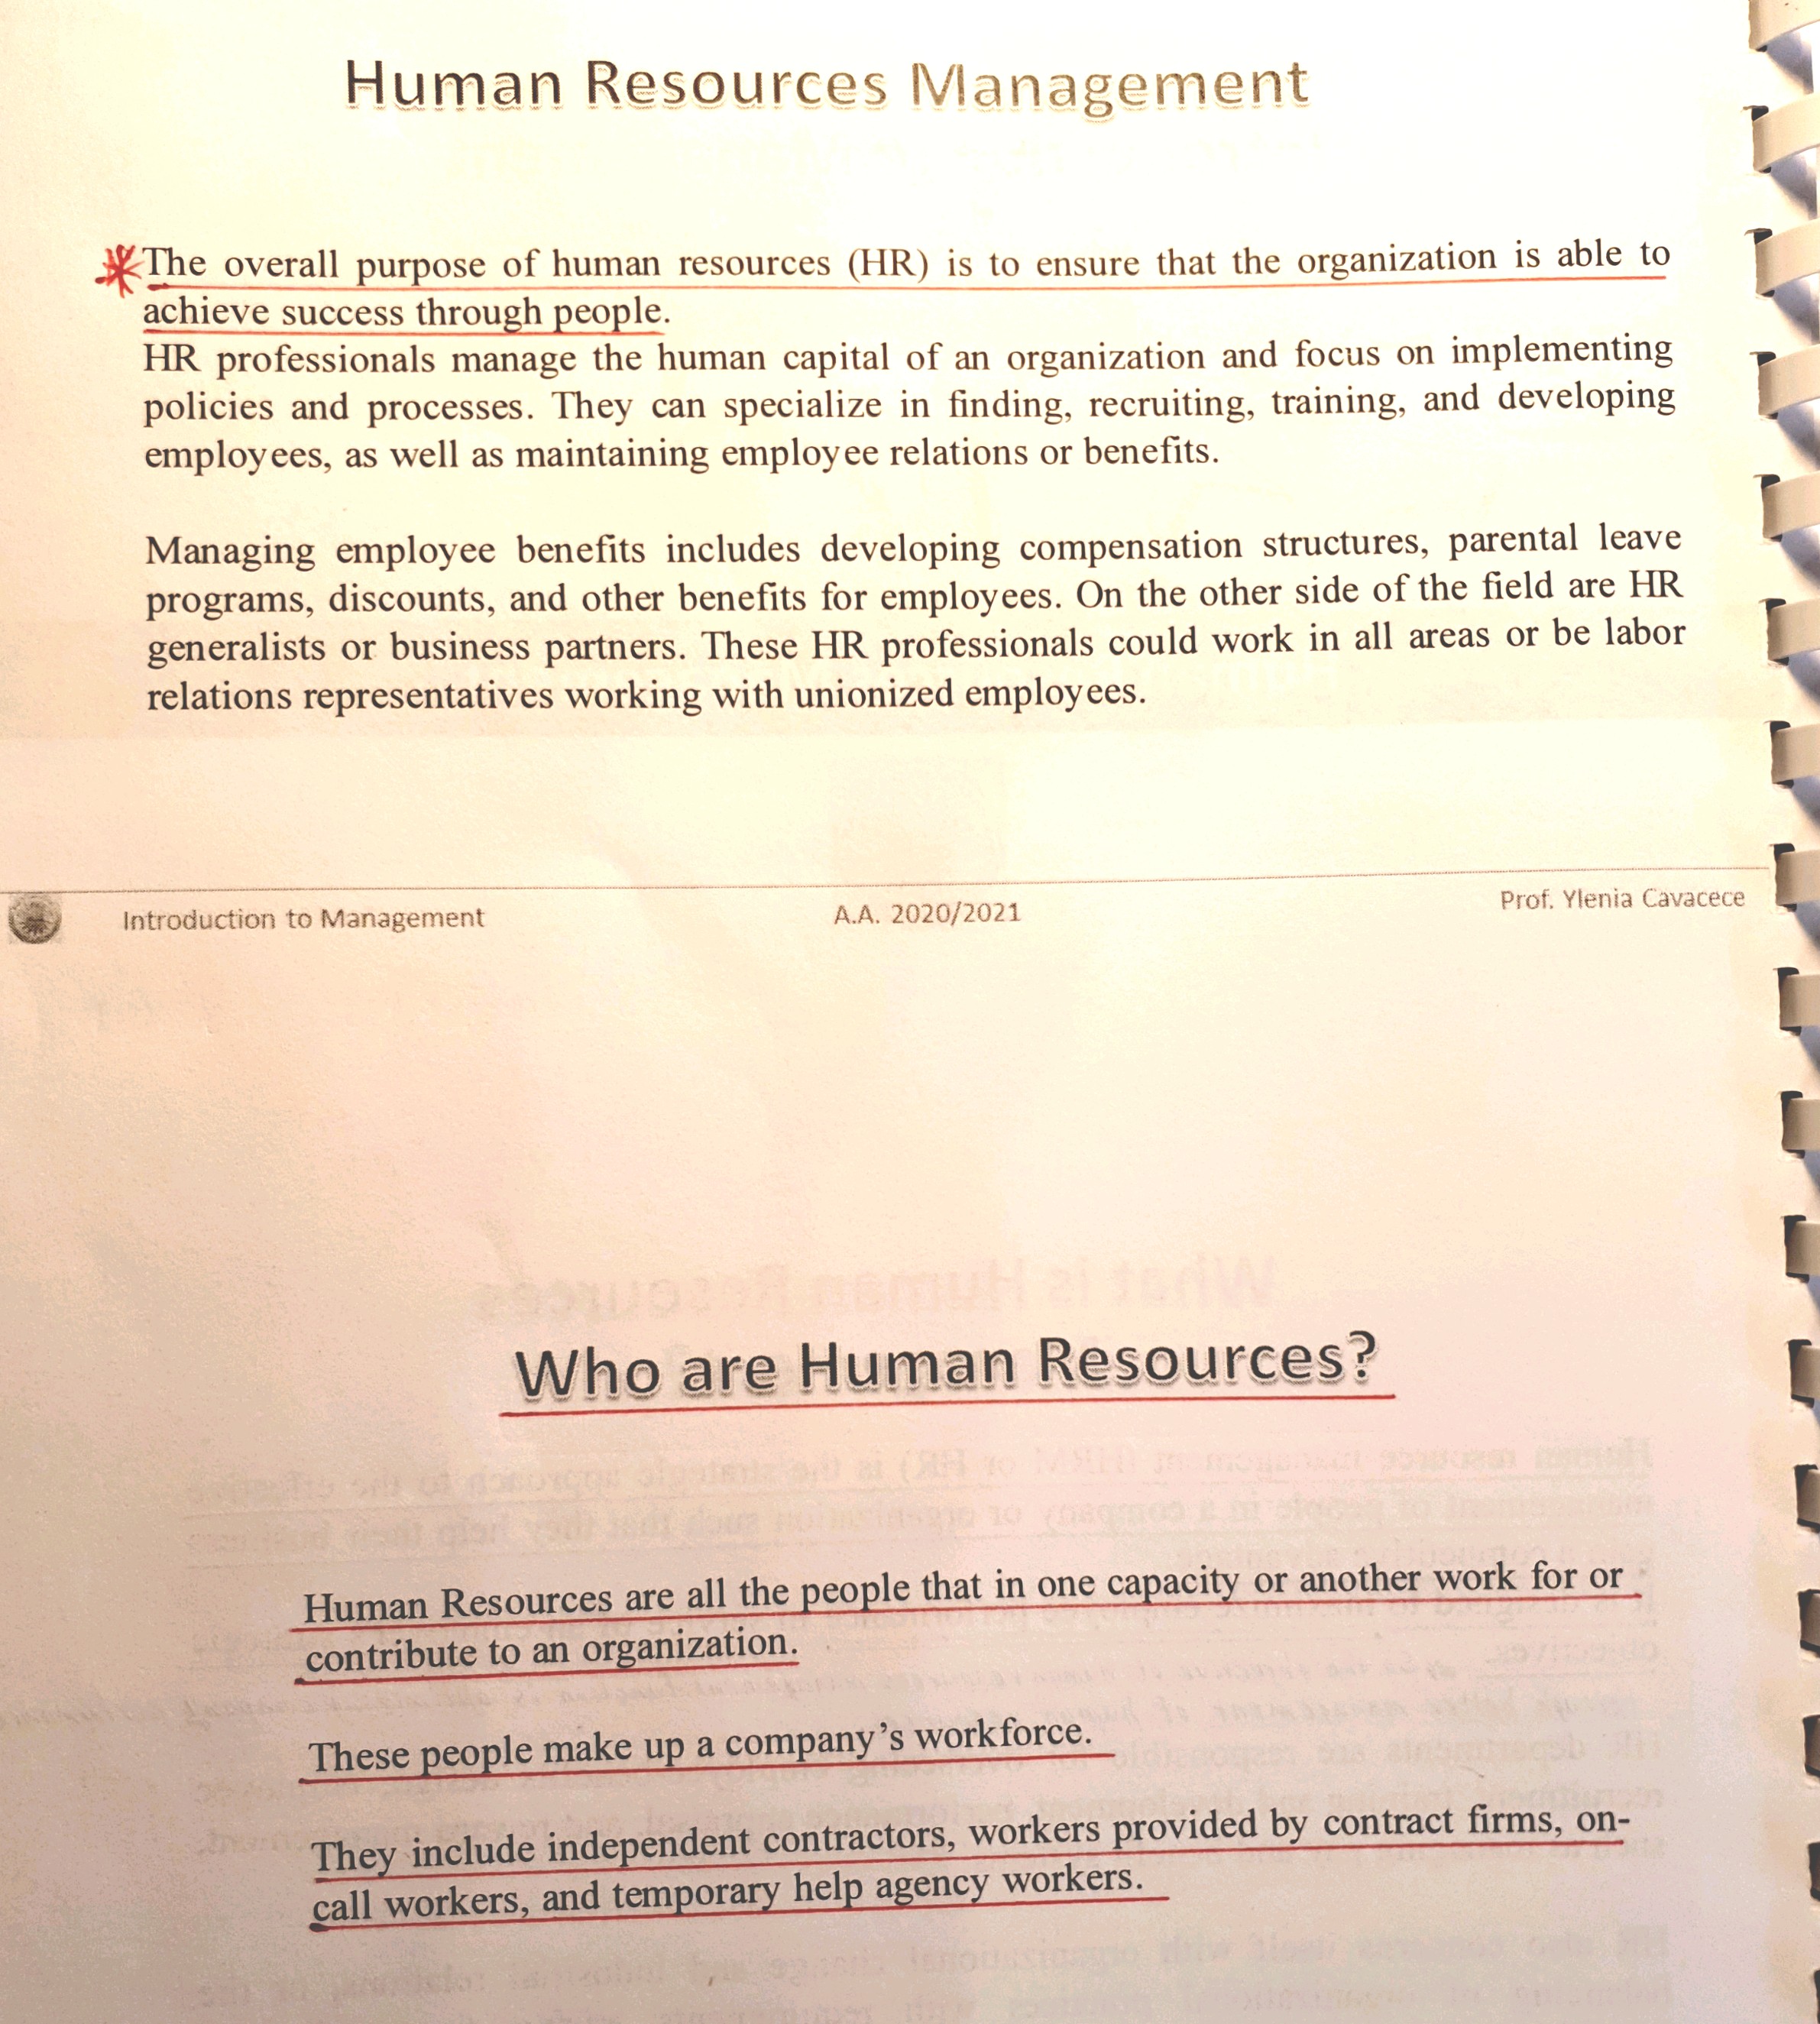 Human Resources Management
The overall purpose of human resources (HR) is to ensure that the organization is able to
achieve success through people.
HR professionals manage the human capital of an organization and focus on implementing
policies and processes. They can specialize in finding, recruiting, training, and developing
employees, as well as maintaining employee relations or benefits.
Managing employee benefits includes developing compensation structures, parental leave
programs, discounts, and other benefits for employees. On the other side of the field are HR
generalists or business partners. These HR professionals could work in all areas or be labor
relations representatives working with unionized employees.
Introduction to Management A.A. 2020/2021 Prof. Ylenia Cavacece
Who are Human Resources?
Human Resources are all the people that in one capacity or another work for or
contribute to an organization.
These people make up a company’s workforce.
They include independent contractors, workers provided by contract firms, on-
call workers, and temporary help agency workers.